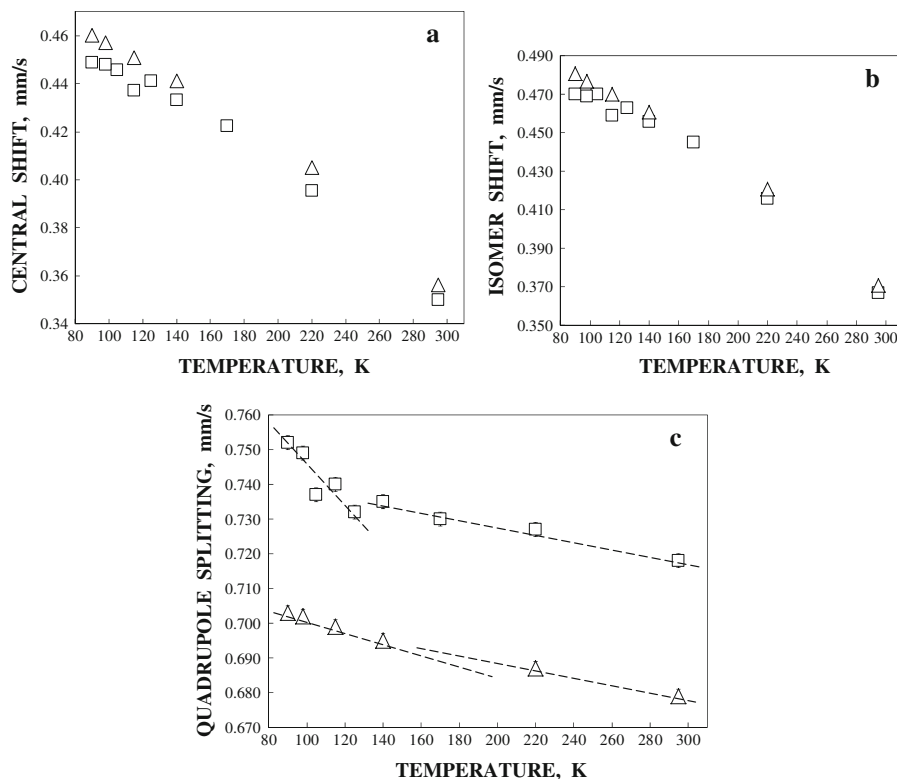 a
CENTRAL SHIFT, mm/s
0.46
0.44
0.42
0.40
0.38
0.36
0.34
80 100 120 140 160 180 200 220 240 260 280 300
TEMPERATURE, K
b
ISOMER SHIFT, mm/s
0.490
0.470
0.450
0.430
0.410
0.390
0.370
0.350
80 100 120 140 160 180 200 220 240 260 280 300
TEMPERATURE, K
c
QUADRUPOLE SPLITTING, mm/s
0.760
0.750
0.740
0.730
0.720
0.710
0.700
0.690
0.680
0.670
80 100 120 140 160 180 200 220 240 260 280 300
TEMPERATURE, K